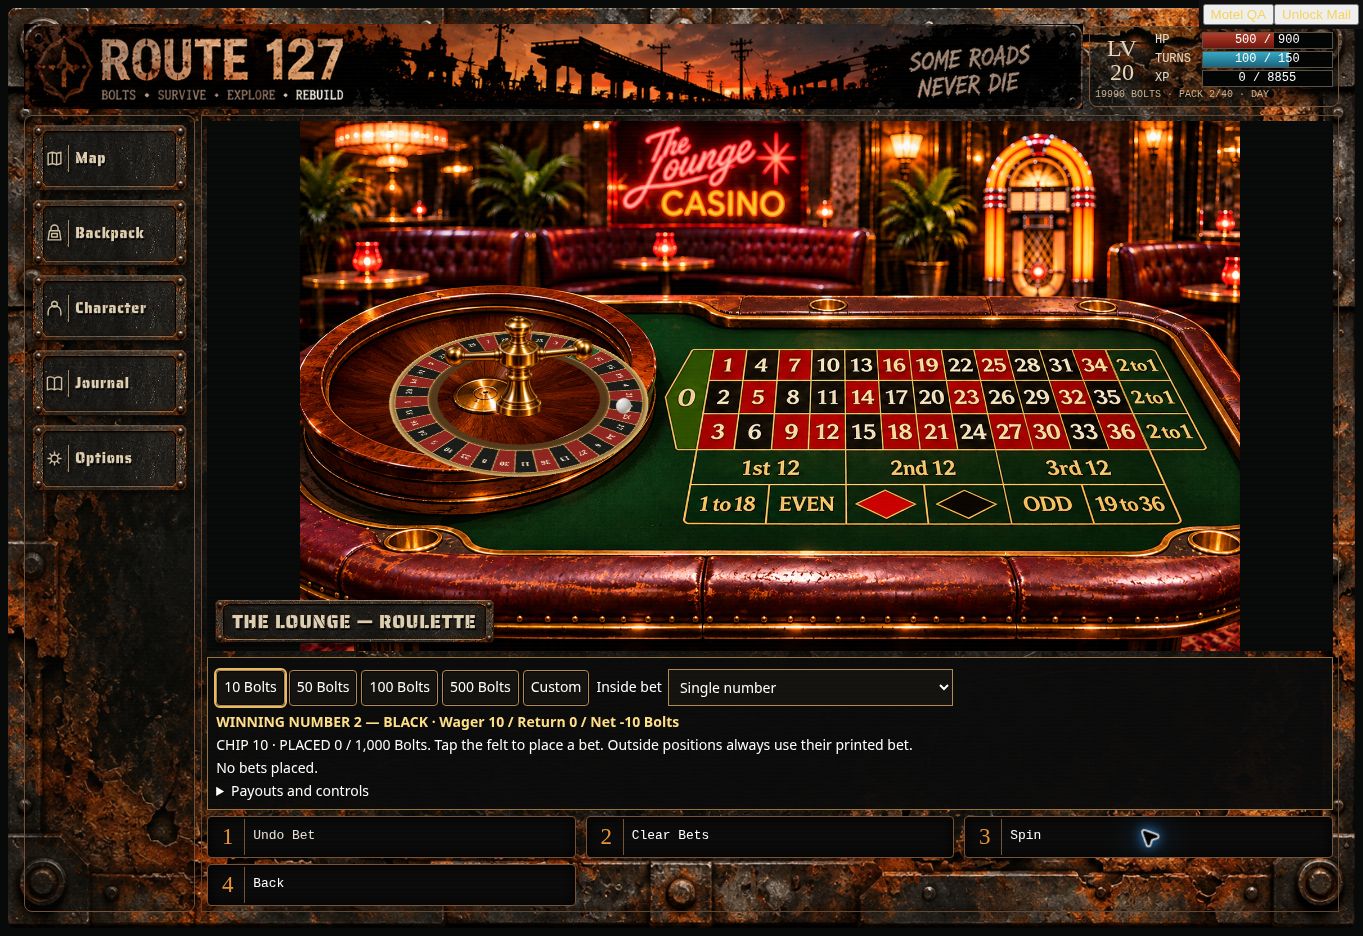 Motel QA Unlock Mail
ROUTE 127
BOLTS • SURVIVE • EXPLORE • REBUILD
SOME ROADS
NEVER DIE
LV
20
HP 500 / 900
TURNS 100 / 150
XP 0 / 8855
19990 BOLTS · PACK 2/40 · DAY
Map
Backpack
Character
Journal
Options
The
Lounge
CASINO
0
1 4 7 10 13 16 19 22 25 28 31 34 2 to 1
2 5 8 11 14 17 20 23 26 29 32 35 2 to 1
3 6 9 12 15 18 21 24 27 30 33 36 2 to 1
1st 12 2nd 12 3rd 12
1 to 18 EVEN ODD 19 to 36
THE LOUNGE — ROULETTE
10 Bolts 50 Bolts 100 Bolts 500 Bolts Custom Inside bet Single number
WINNING NUMBER 2 — BLACK · Wager 10 / Return 0 / Net -10 Bolts
CHIP 10 · PLACED 0 / 1,000 Bolts. Tap the felt to place a bet. Outside positions always use their printed bet.
No bets placed.
Payouts and controls
1 Undo Bet
2 Clear Bets
3 Spin
4 Back